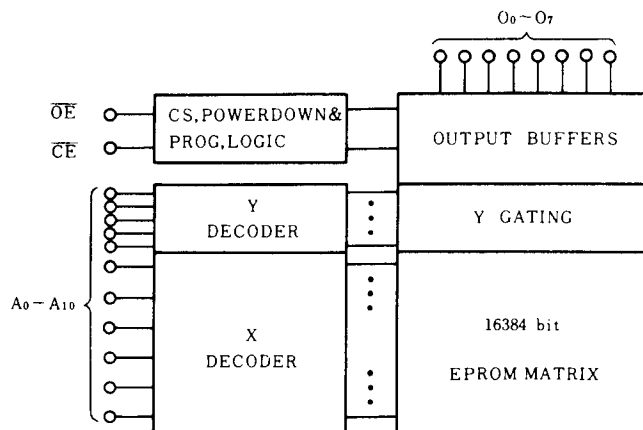 O₀~O₇
OE
CS,POWERDOWN&
PROG,LOGIC
CE
OUTPUT BUFFERS
Y
DECODER
Y GATING
A₀~A₁₀
X
DECODER
16384 bit
EPROM MATRIX